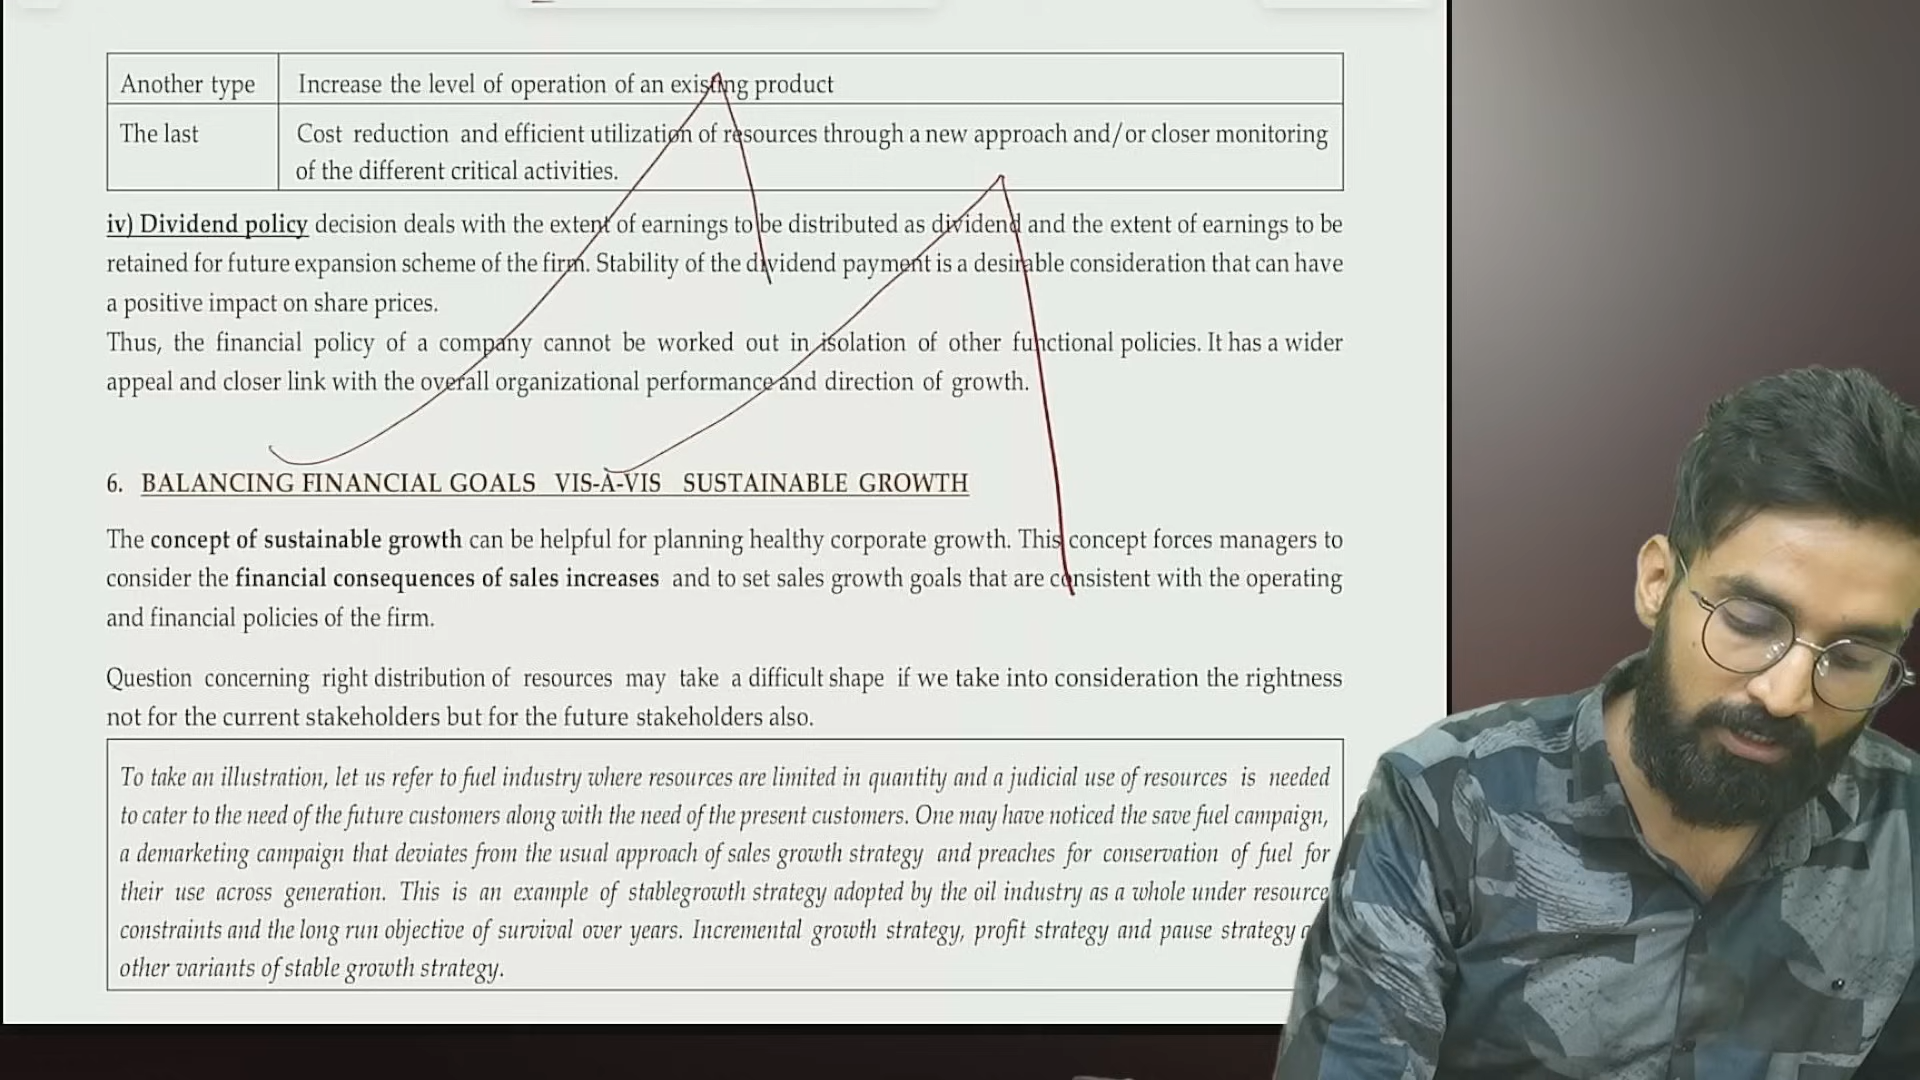 Another type Increase the level of operation of an existing product
The last Cost reduction and efficient utilization of resources through a new approach and/or closer monitoring
of the different critical activities.
iv) Dividend policy decision deals with the extent of earnings to be distributed as dividend and the extent of earnings to be
retained for future expansion scheme of the firm. Stability of the dividend payment is a desirable consideration that can have
a positive impact on share prices.
Thus, the financial policy of a company cannot be worked out in isolation of other functional policies. It has a wider
appeal and closer link with the overall organizational performance and direction of growth.
6. BALANCING FINANCIAL GOALS VIS-À-VIS SUSTAINABLE GROWTH
The concept of sustainable growth can be helpful for planning healthy corporate growth. This concept forces managers to
consider the financial consequences of sales increases and to set sales growth goals that are consistent with the operating
and financial policies of the firm.
Question concerning right distribution of resources may take a difficult shape if we take into consideration the rightness
not for the current stakeholders but for the future stakeholders also.
To take an illustration, let us refer to fuel industry where resources are limited in quantity and a judicial use of resources is needed
to cater to the need of the future customers along with the need of the present customers. One may have noticed the save fuel campaign,
a demarketing campaign that deviates from the usual approach of sales growth strategy and preaches for conservation of fuel for
their use across generation. This is an example of stablegrowth strategy adopted by the oil industry as a whole under resource
constraints and the long run objective of survival over years. Incremental growth strategy, profit strategy and pause strategy
other variants of stable growth strategy.